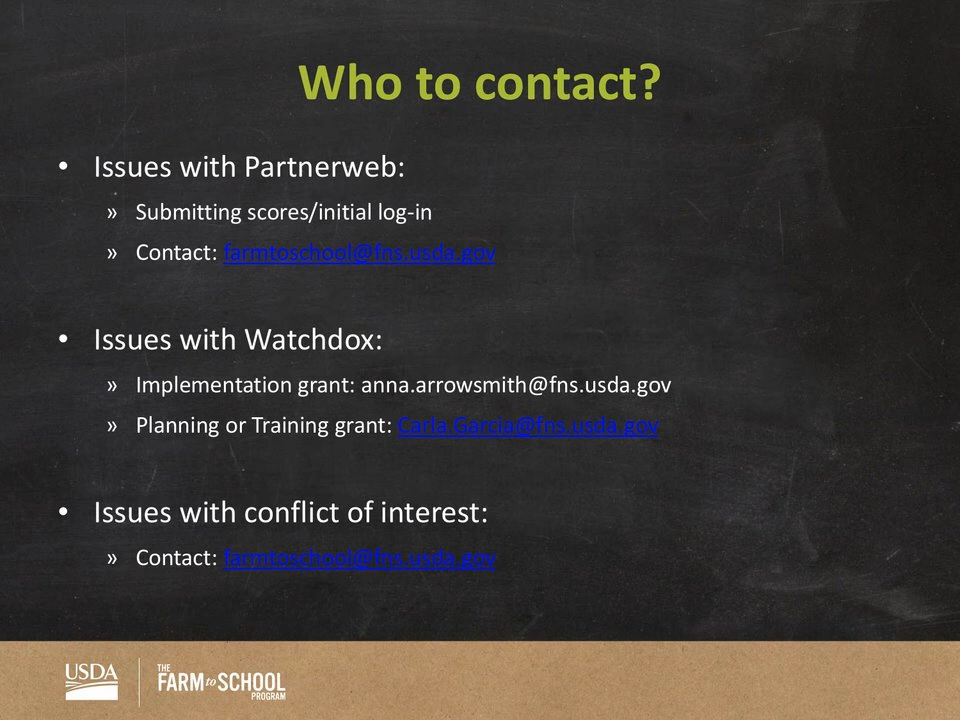 Who to contact?
• Issues with Partnerweb:
» Submitting scores/initial log-in
» Contact: farmtoschool@fns.usda.gov
• Issues with Watchdox:
» Implementation grant: anna.arrowsmith@fns.usda.gov
» Planning or Training grant: Carla.Garcia@fns.usda.gov
• Issues with conflict of interest:
» Contact: farmtoschool@fns.usda.gov
USDA
THE
FARM to SCHOOL
PROGRAM